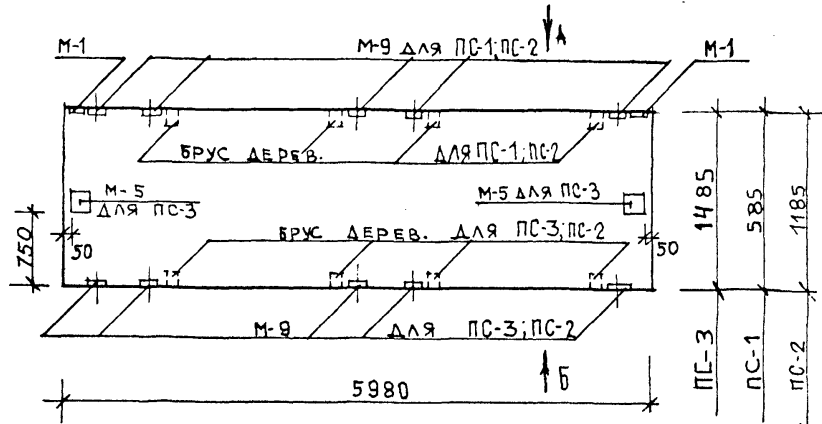 М-1
М-9 ДЛЯ ПС-1;ПС-2
А
М-1
БРУС ДЕРЕВ. ДЛЯ ПС-1; ПС-2
М-5
ДЛЯ ПС-3
М-5 ДЛЯ ПС-3
750
50
БРУС ДЕРЕВ. ДЛЯ ПС-3; ПС-2
50
М-9 ДЛЯ ПС-3; ПС-2
Б
5980
1485
585
1185
ПС-3
ПС-1
ПС-2